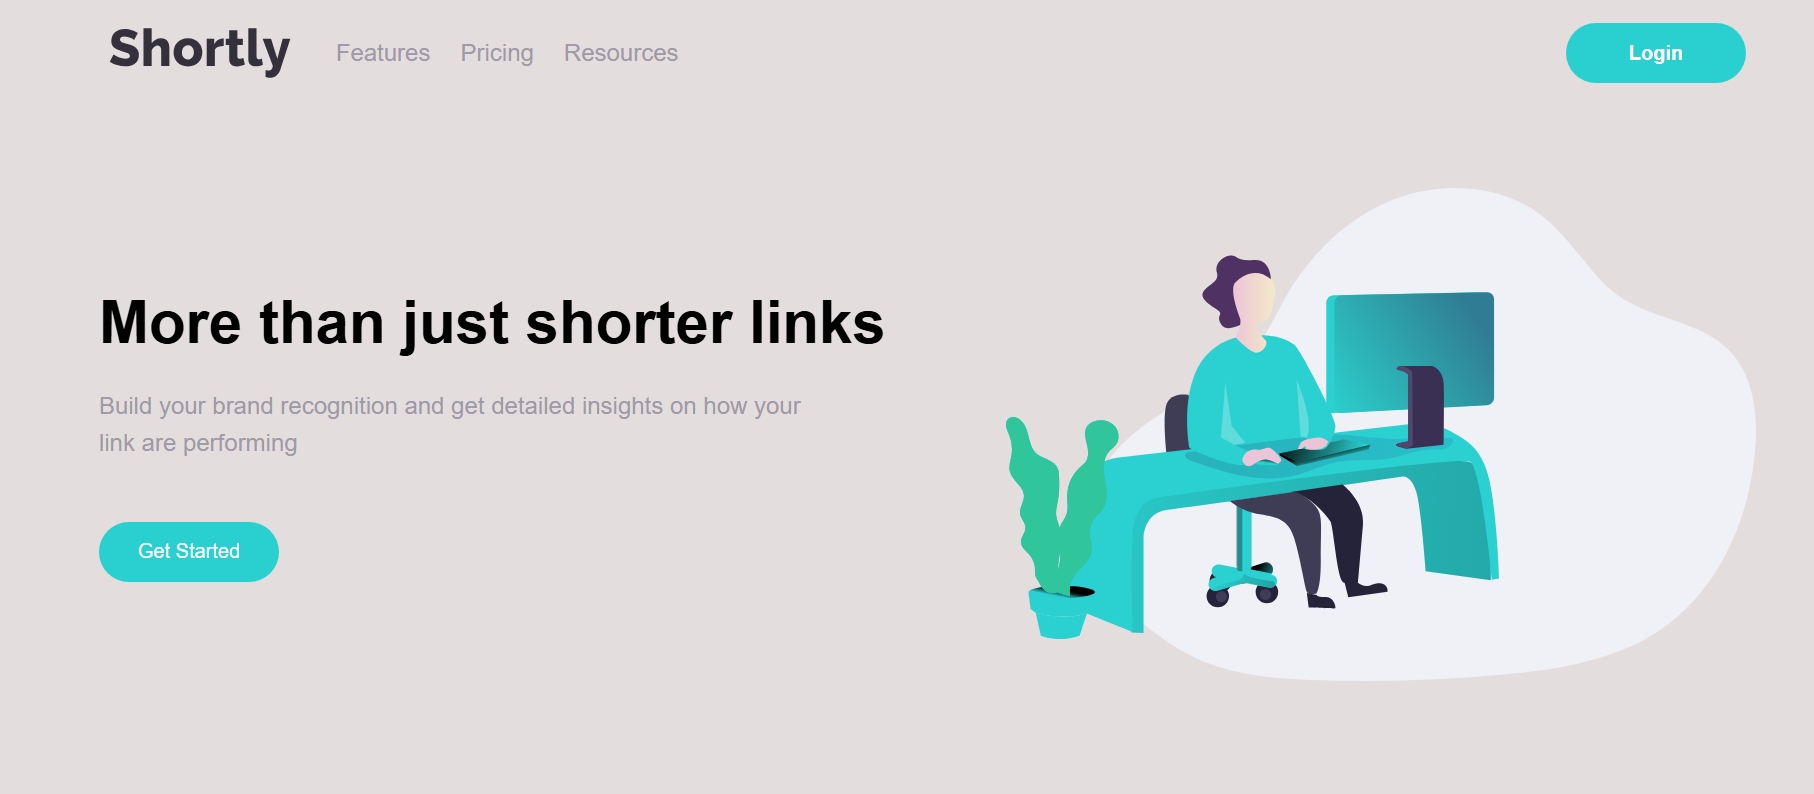 Shortly
Features
Pricing
Resources
Login
More than just shorter links
Build your brand recognition and get detailed insights on how your
link are performing
Get Started